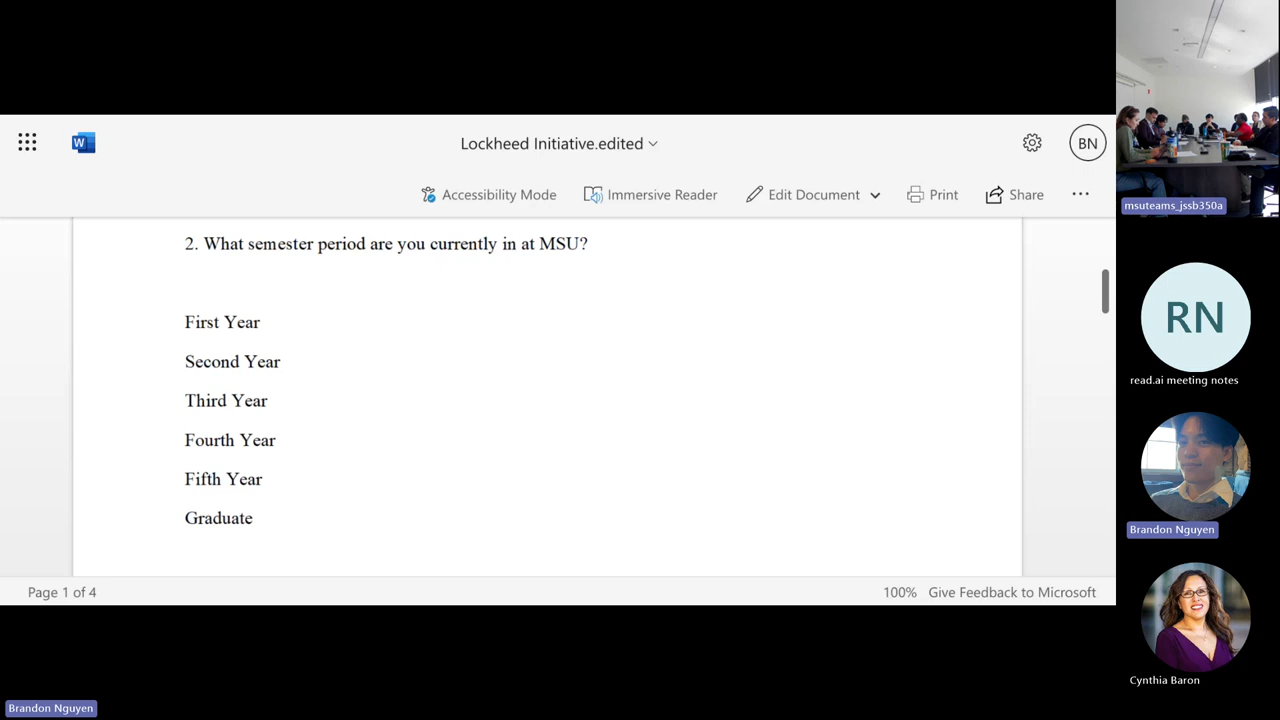 W
Lockheed Initiative.edited
BN
Accessibility Mode
Immersive Reader
Edit Document
Print
Share
2. What semester period are you currently in at MSU?
First Year
Second Year
Third Year
Fourth Year
Fifth Year
Graduate
Page 1 of 4
100%
Give Feedback to Microsoft
msuteams_jssb350a
RN
read.ai meeting notes
Brandon Nguyen
Cynthia Baron
Brandon Nguyen